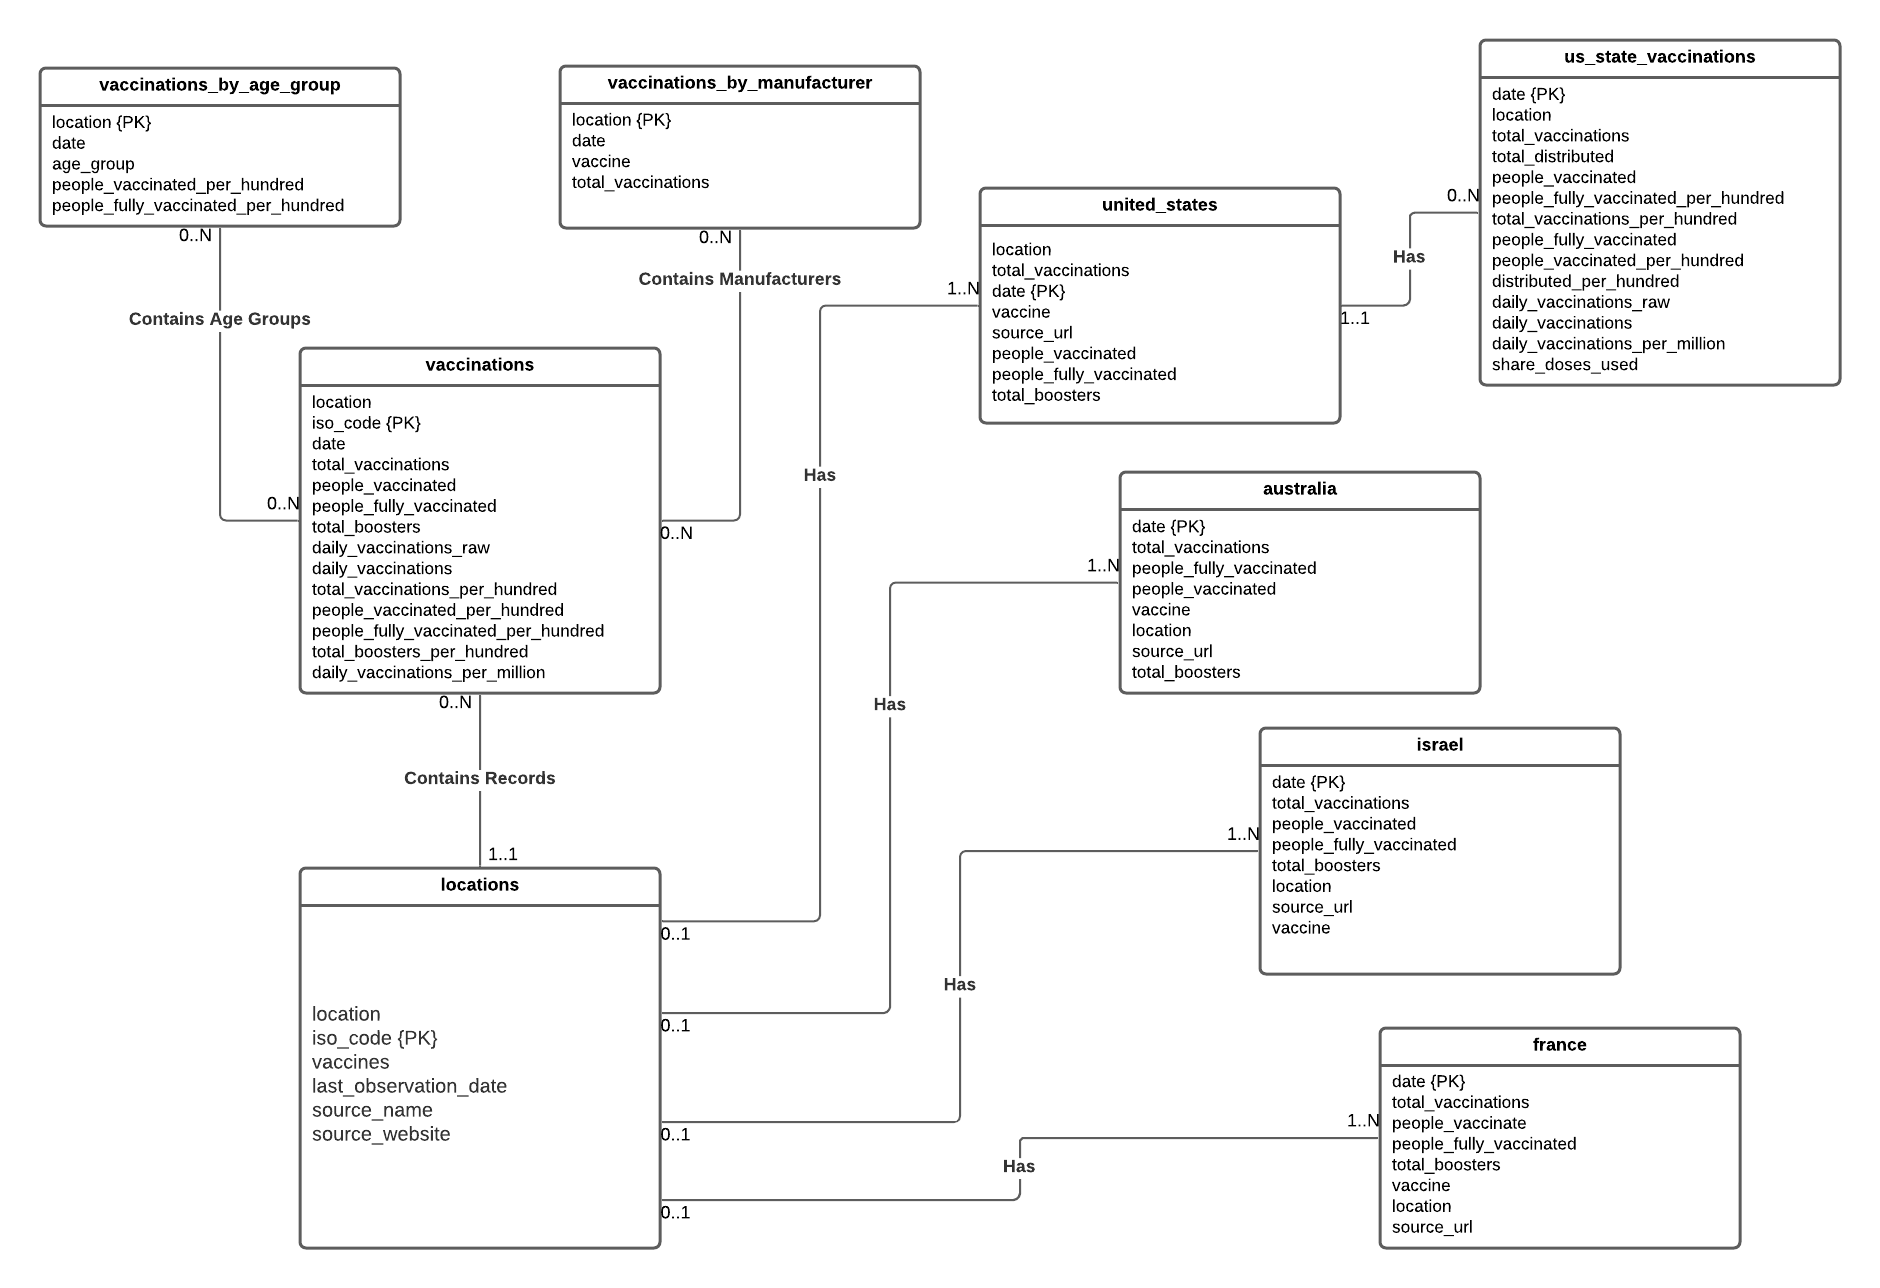 vaccinations_by_age_group
location {PK}
date
age_group
people_vaccinated_per_hundred
people_fully_vaccinated_per_hundred
0..N
Contains Age Groups
0..N
vaccinations_by_manufacturer
location {PK}
date
vaccine
total_vaccinations
0..N
Contains Manufacturers
0..N
vaccinations
location
iso_code {PK}
date
total_vaccinations
people_vaccinated
people_fully_vaccinated
total_boosters
daily_vaccinations_raw
daily_vaccinations
total_vaccinations_per_hundred
people_vaccinated_per_hundred
people_fully_vaccinated_per_hundred
total_boosters_per_hundred
daily_vaccinations_per_million
0..N
Contains Records
1..1
locations
location
iso_code {PK}
vaccines
last_observation_date
source_name
source_website
0..1
0..1
0..1
0..1
Has
Has
Has
Has
1..N
united_states
location
total_vaccinations
date {PK}
vaccine
source_url
people_vaccinated
people_fully_vaccinated
total_boosters
1..1
Has
0..N
us_state_vaccinations
date {PK}
location
total_vaccinations
total_distributed
people_vaccinated
people_fully_vaccinated_per_hundred
total_vaccinations_per_hundred
people_fully_vaccinated
people_vaccinated_per_hundred
distributed_per_hundred
daily_vaccinations_raw
daily_vaccinations
daily_vaccinations_per_million
share_doses_used
1..N
australia
date {PK}
total_vaccinations
people_fully_vaccinated
people_vaccinated
vaccine
location
source_url
total_boosters
1..N
israel
date {PK}
total_vaccinations
people_vaccinated
people_fully_vaccinated
total_boosters
location
source_url
vaccine
1..N
france
date {PK}
total_vaccinations
people_vaccinate
people_fully_vaccinated
total_boosters
vaccine
location
source_url